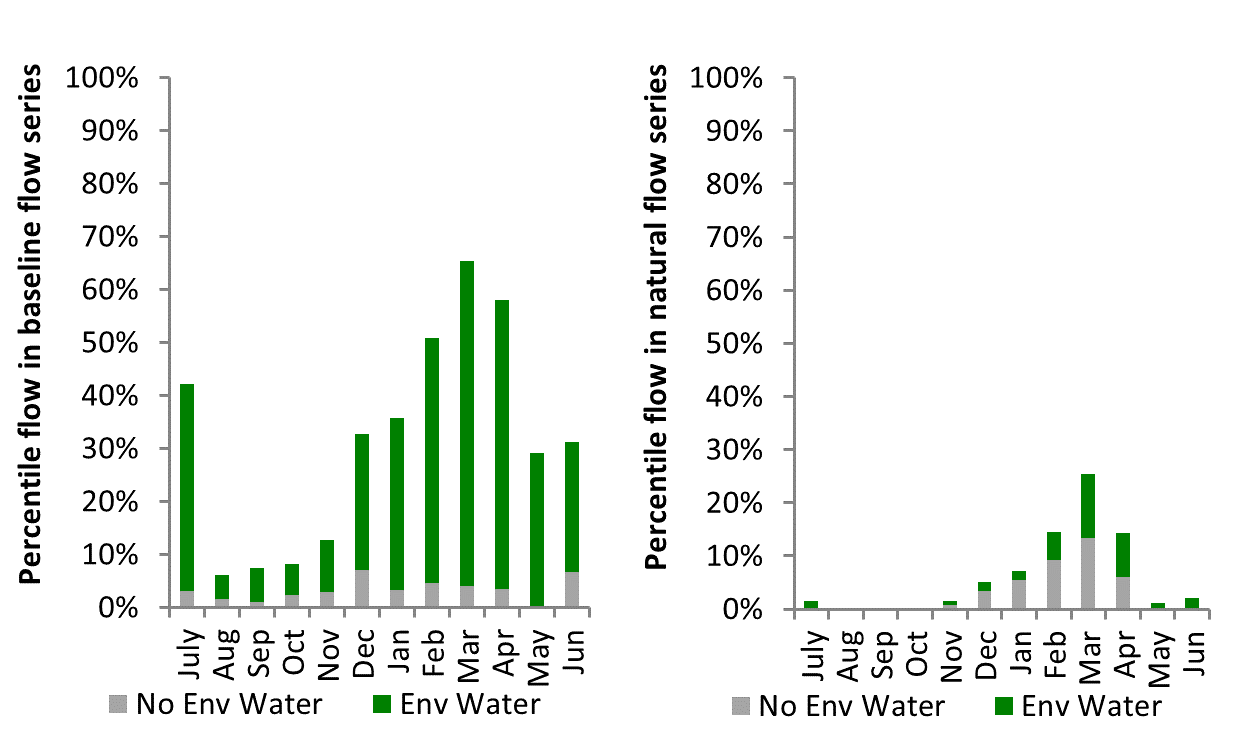 Percentile flow in baseline flow series
100%
90%
80%
70%
60%
50%
40%
30%
20%
10%
0%
July
Aug
Sep
Oct
Nov
Dec
Jan
Feb
Mar
Apr
May
Jun
No Env Water
Env Water
Percentile flow in natural flow series
100%
90%
80%
70%
60%
50%
40%
30%
20%
10%
0%
July
Aug
Sep
Oct
Nov
Dec
Jan
Feb
Mar
Apr
May
Jun
No Env Water
Env Water